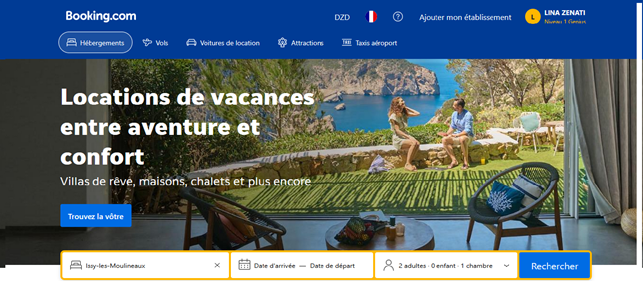 Booking.com
DZD
Ajouter mon établissement
L
LINA ZENATI
Niveau 1 Genius
Hébergements
Vols
Voitures de location
Attractions
Taxis aéroport
Locations de vacances
entre aventure et
confort
Villas de rêve, maisons, chalets et plus encore
Trouvez la vôtre
Issy-les-Moulineaux
Date d'arrivée — Date de départ
2 adultes · 0 enfant · 1 chambre
Rechercher